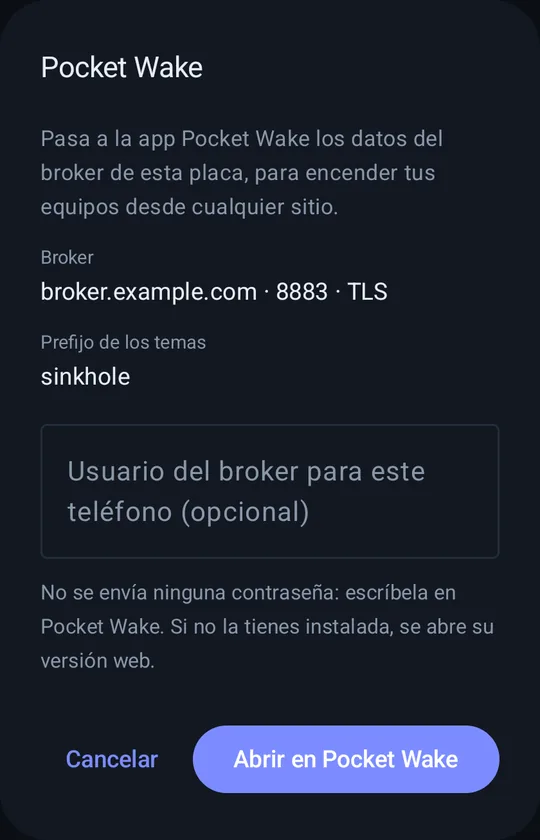 Pocket Wake
Pasa a la app Pocket Wake los datos del
broker de esta placa, para encender tus
equipos desde cualquier sitio.
Broker
broker.example.com · 8883 · TLS
Prefijo de los temas
sinkhole
Usuario del broker para este
teléfono (opcional)
No se envía ninguna contraseña: escríbela en
Pocket Wake. Si no la tienes instalada, se abre su
versión web.
Cancelar
Abrir en Pocket Wake